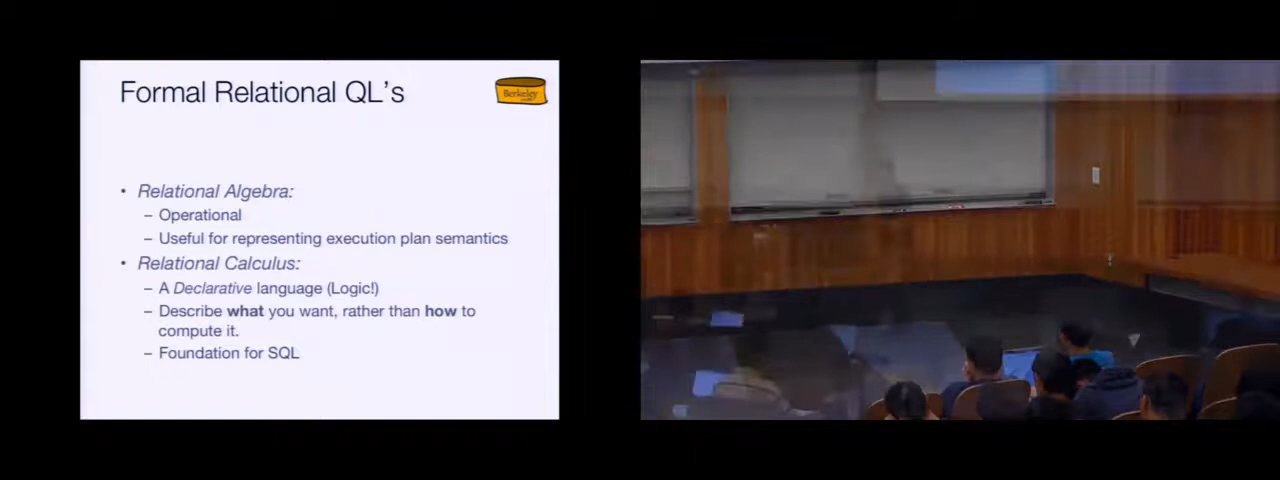 Formal Relational QL's
Berkeley
• Relational Algebra:
– Operational
– Useful for representing execution plan semantics
• Relational Calculus:
– A Declarative language (Logic!)
– Describe what you want, rather than how to
compute it.
– Foundation for SQL